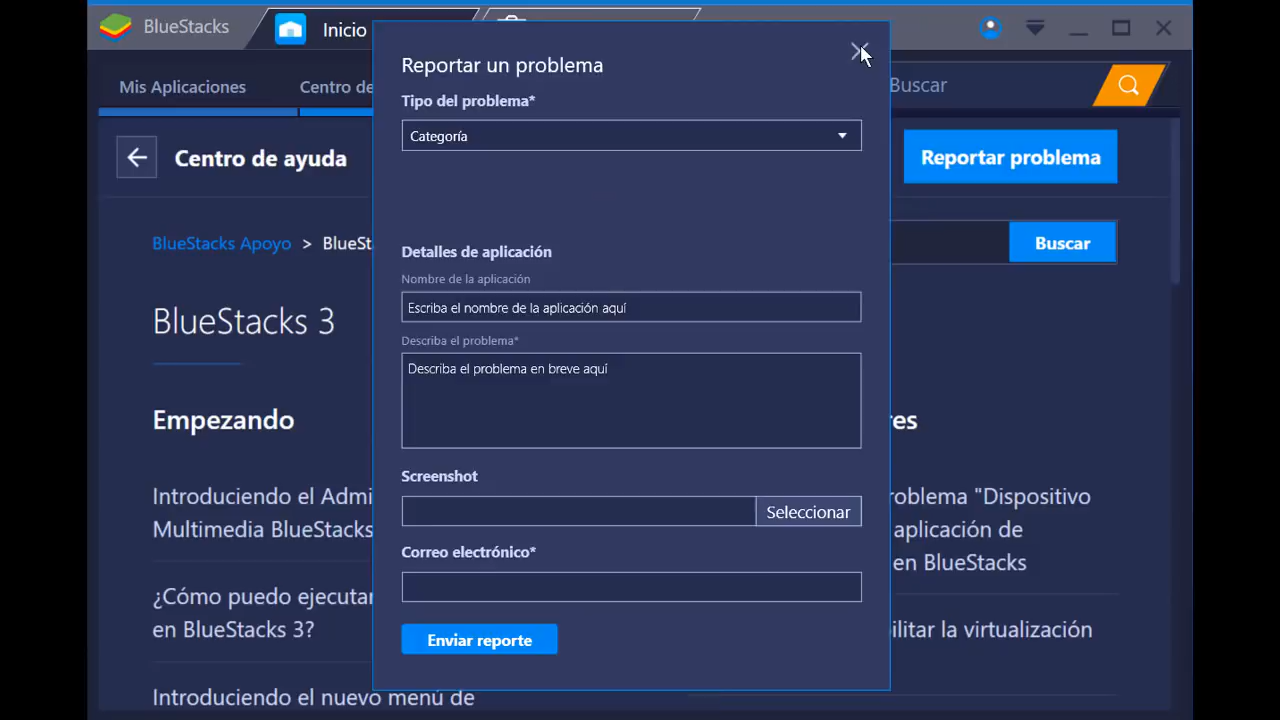 BlueStacks
Inicio
Mis Aplicaciones
Centro de
Buscar
Centro de ayuda
Reportar problema
BlueStacks Apoyo > BlueSt
Buscar
BlueStacks 3
Empezando
Introduciendo el Admi
Multimedia BlueStacks
¿Cómo puedo ejecutar
en BlueStacks 3?
Introduciendo el nuevo menú de
Reportar un problema
Tipo del problema*
Categoría
Detalles de aplicación
Nombre de la aplicación
Escriba el nombre de la aplicación aquí
Describa el problema*
Describa el problema en breve aquí
Screenshot
Seleccionar
Correo electrónico*
Enviar reporte
res
roblema "Dispositivo
aplicación de
en BlueStacks
ilitar la virtualización